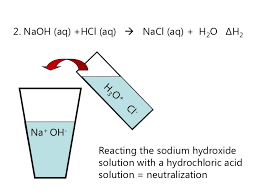 2. NaOH (aq) +HCl (aq) → NaCl (aq) + H₂O ΔH₂
H₃O⁺
Cl⁻
Na⁺ OH⁻
Reacting the sodium hydroxide
solution with a hydrochloric acid
solution = neutralization